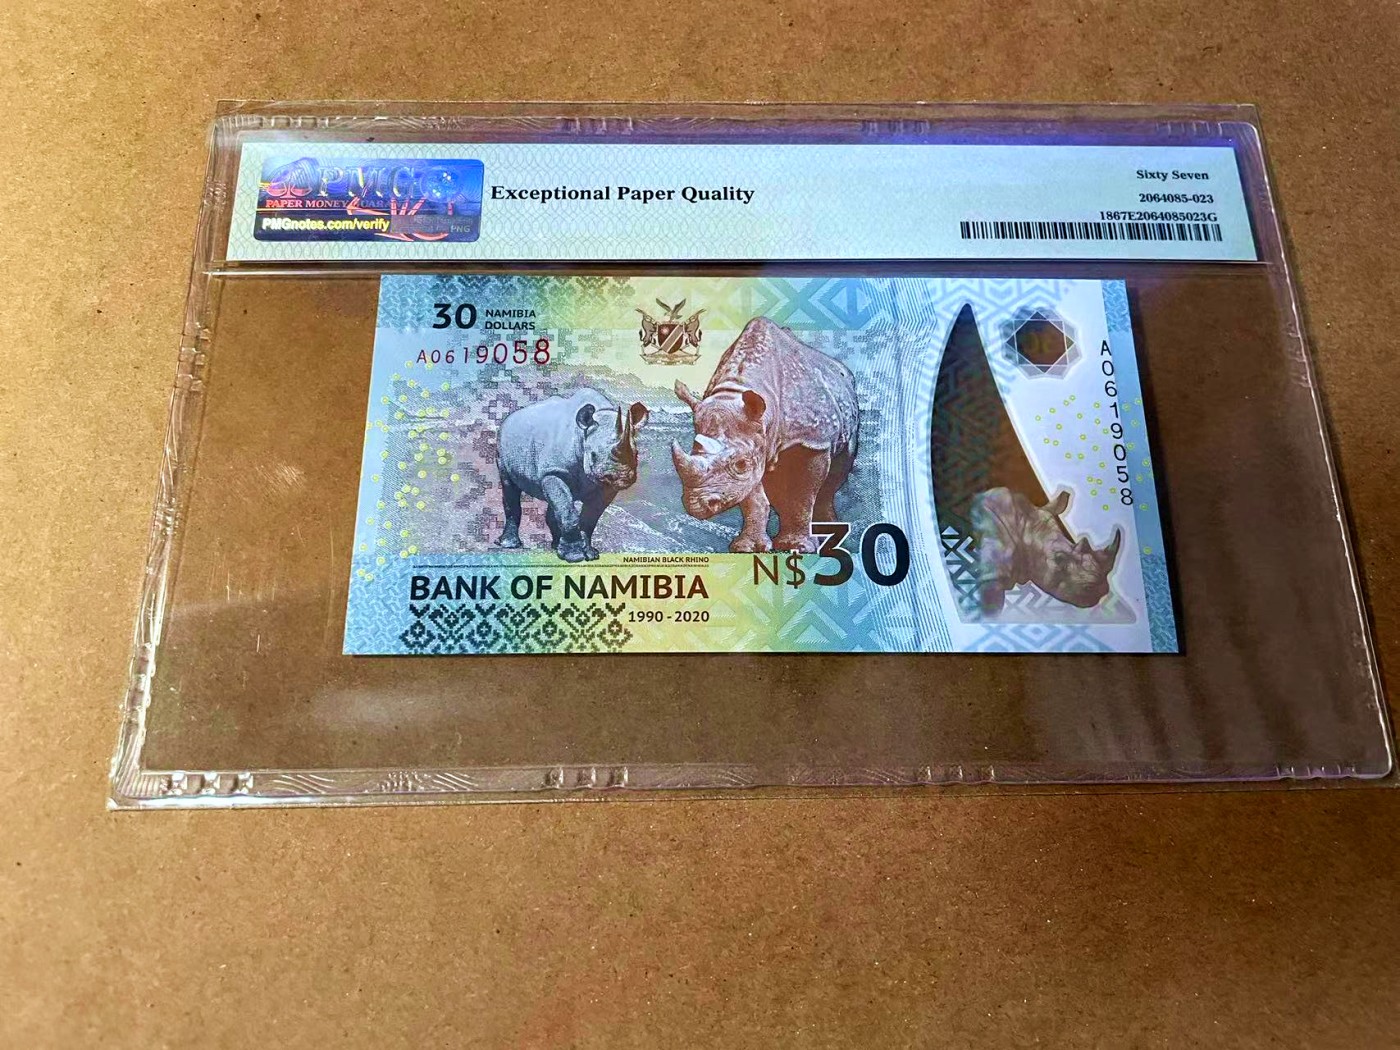 PMG
PAPER MONEY GUARANTY
PMGnotes.com/verify
PNG
Exceptional Paper Quality
Sixty Seven
2064085-023
1867E2064085023G
30 NAMIBIA
DOLLARS
A0619058
A0619058
NAMIBIAN BLACK RHINO
N$30
BANK OF NAMIBIA
1990 - 2020